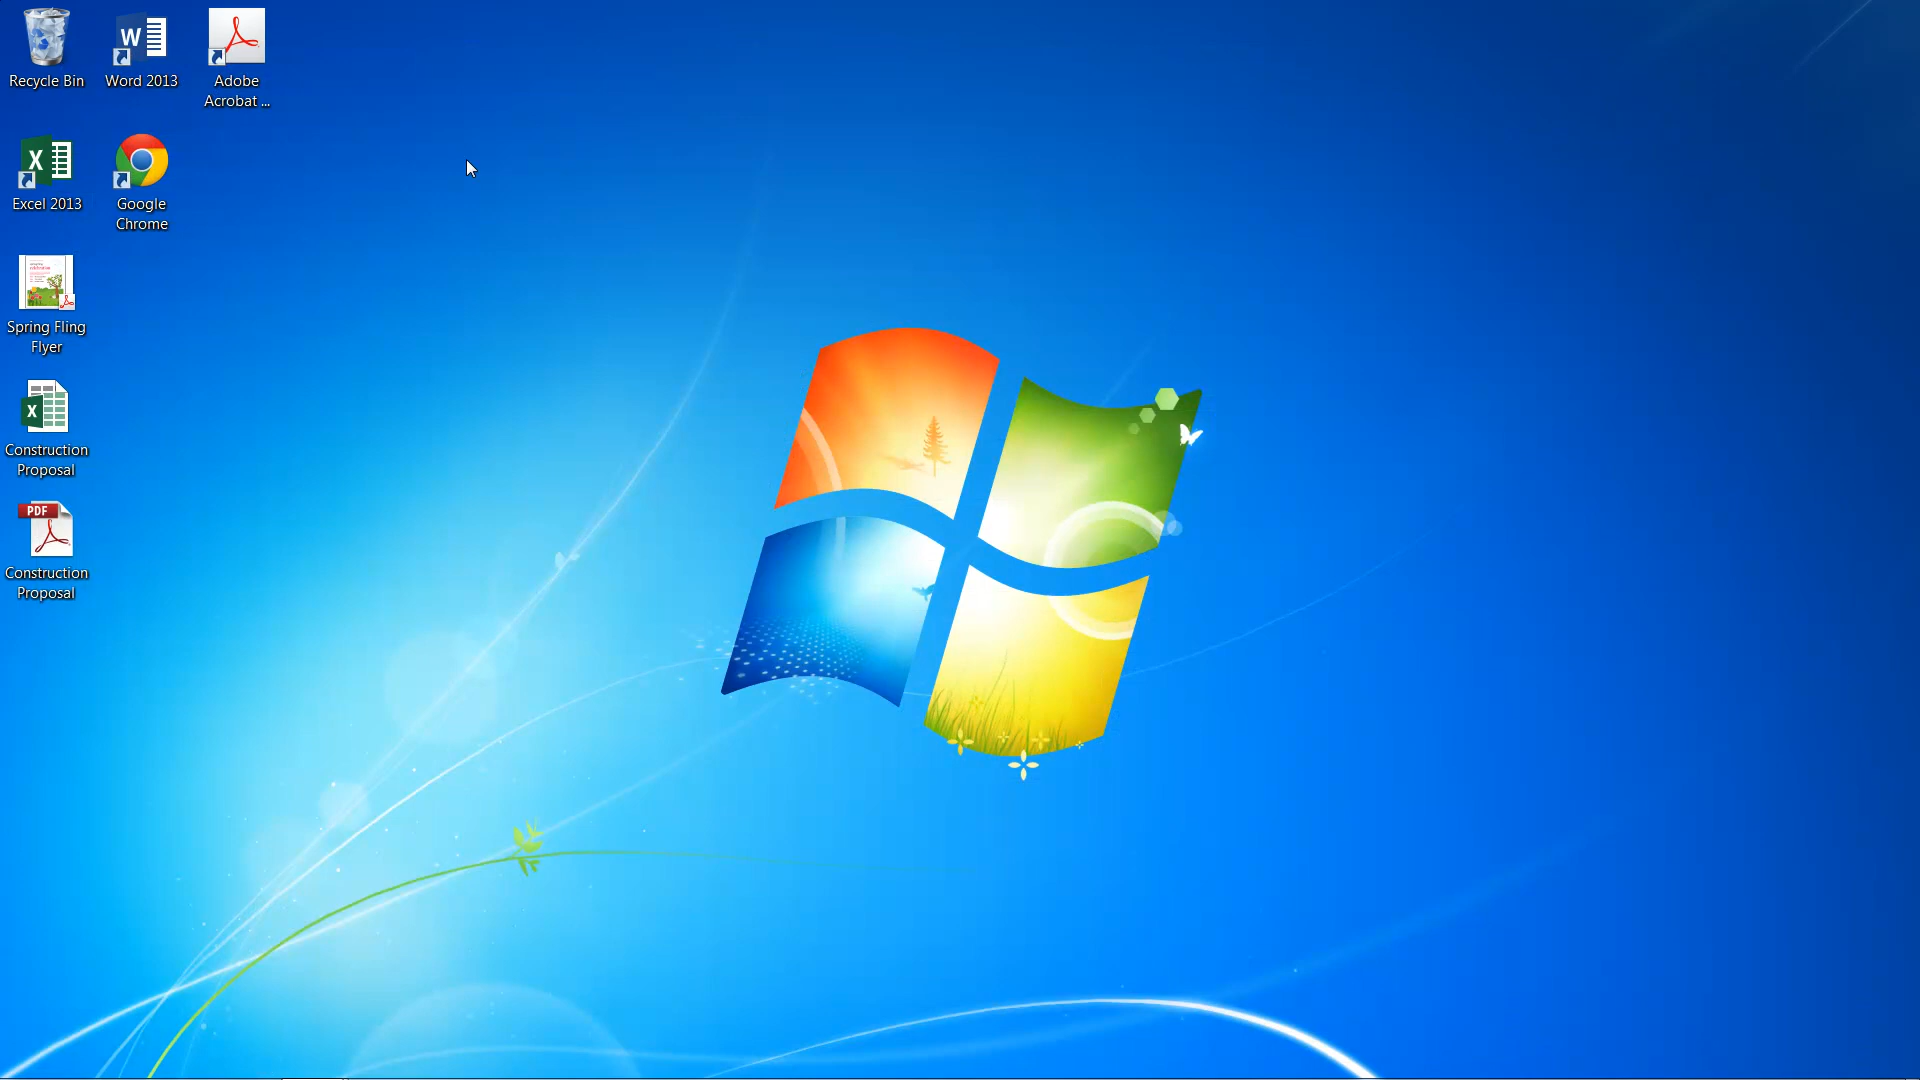 Recycle Bin
Word 2013
Adobe
Acrobat ...
Excel 2013
Google
Chrome
Spring Fling
Flyer
Construction
Proposal
PDF
Construction
Proposal